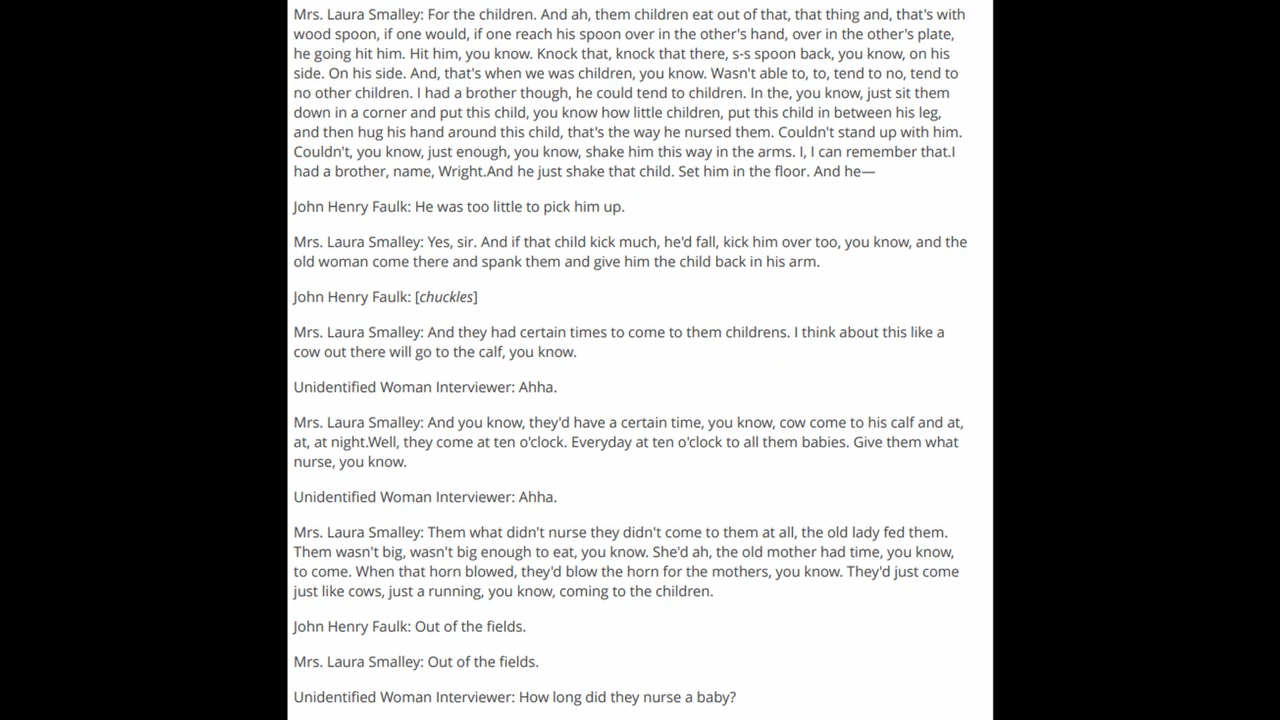 Mrs. Laura Smalley: For the children. And ah, them children eat out of that, that thing and, that's with
wood spoon, if one would, if one reach his spoon over in the other's hand, over in the other's plate,
he going hit him. Hit him, you know. Knock that, knock that there, s-s spoon back, you know, on his
side. On his side. And, that's when we was children, you know. Wasn't able to, to, tend to no, tend to
no other children. I had a brother though, he could tend to children. In the, you know, just sit them
down in a corner and put this child, you know how little children, put this child in between his leg,
and then hug his hand around this child, that's the way he nursed them. Couldn't stand up with him.
Couldn't, you know, just enough, you know, shake him this way in the arms. I, I can remember that.I
had a brother, name, Wright.And he just shake that child. Set him in the floor. And he—
John Henry Faulk: He was too little to pick him up.
Mrs. Laura Smalley: Yes, sir. And if that child kick much, he'd fall, kick him over too, you know, and the
old woman come there and spank them and give him the child back in his arm.
John Henry Faulk: [chuckles]
Mrs. Laura Smalley: And they had certain times to come to them childrens. I think about this like a
cow out there will go to the calf, you know.
Unidentified Woman Interviewer: Ahha.
Mrs. Laura Smalley: And you know, they'd have a certain time, you know, cow come to his calf and at,
at, at night.Well, they come at ten o'clock. Everyday at ten o'clock to all them babies. Give them what
nurse, you know.
Unidentified Woman Interviewer: Ahha.
Mrs. Laura Smalley: Them what didn't nurse they didn't come to them at all, the old lady fed them.
Them wasn't big, wasn't big enough to eat, you know. She'd ah, the old mother had time, you know,
to come. When that horn blowed, they'd blow the horn for the mothers, you know. They'd just come
just like cows, just a running, you know, coming to the children.
John Henry Faulk: Out of the fields.
Mrs. Laura Smalley: Out of the fields.
Unidentified Woman Interviewer: How long did they nurse a baby?